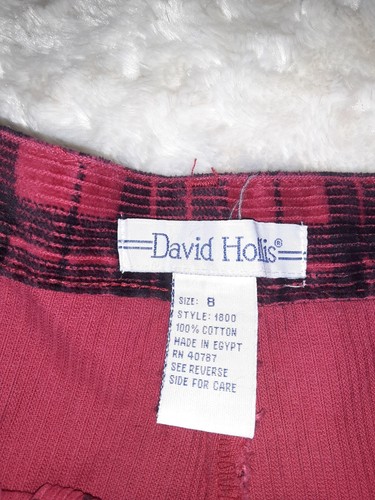 David Hollis®
SIZE: 8
STYLE: 1800
100% COTTON
MADE IN EGYPT
RN 40787
SEE REVERSE
SIDE FOR CARE